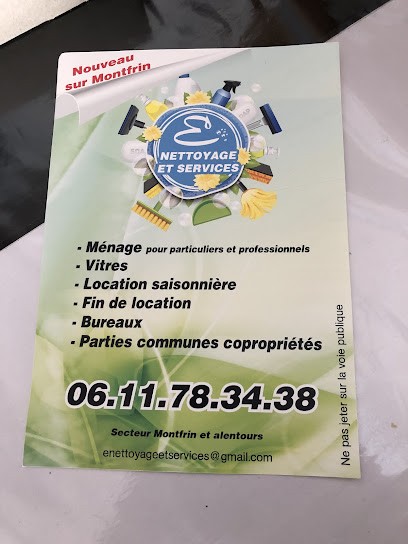 Nouveau
sur Montfrin
E
NETTOYAGE
ET SERVICES
- Ménage pour particuliers et professionnels
- Vitres
- Location saisonnière
- Fin de location
- Bureaux
- Parties communes copropriétés
06.11.78.34.38
Secteur Montfrin et alentours
enettoyageetservices@gmail.com
Ne pas jeter sur la voie publique